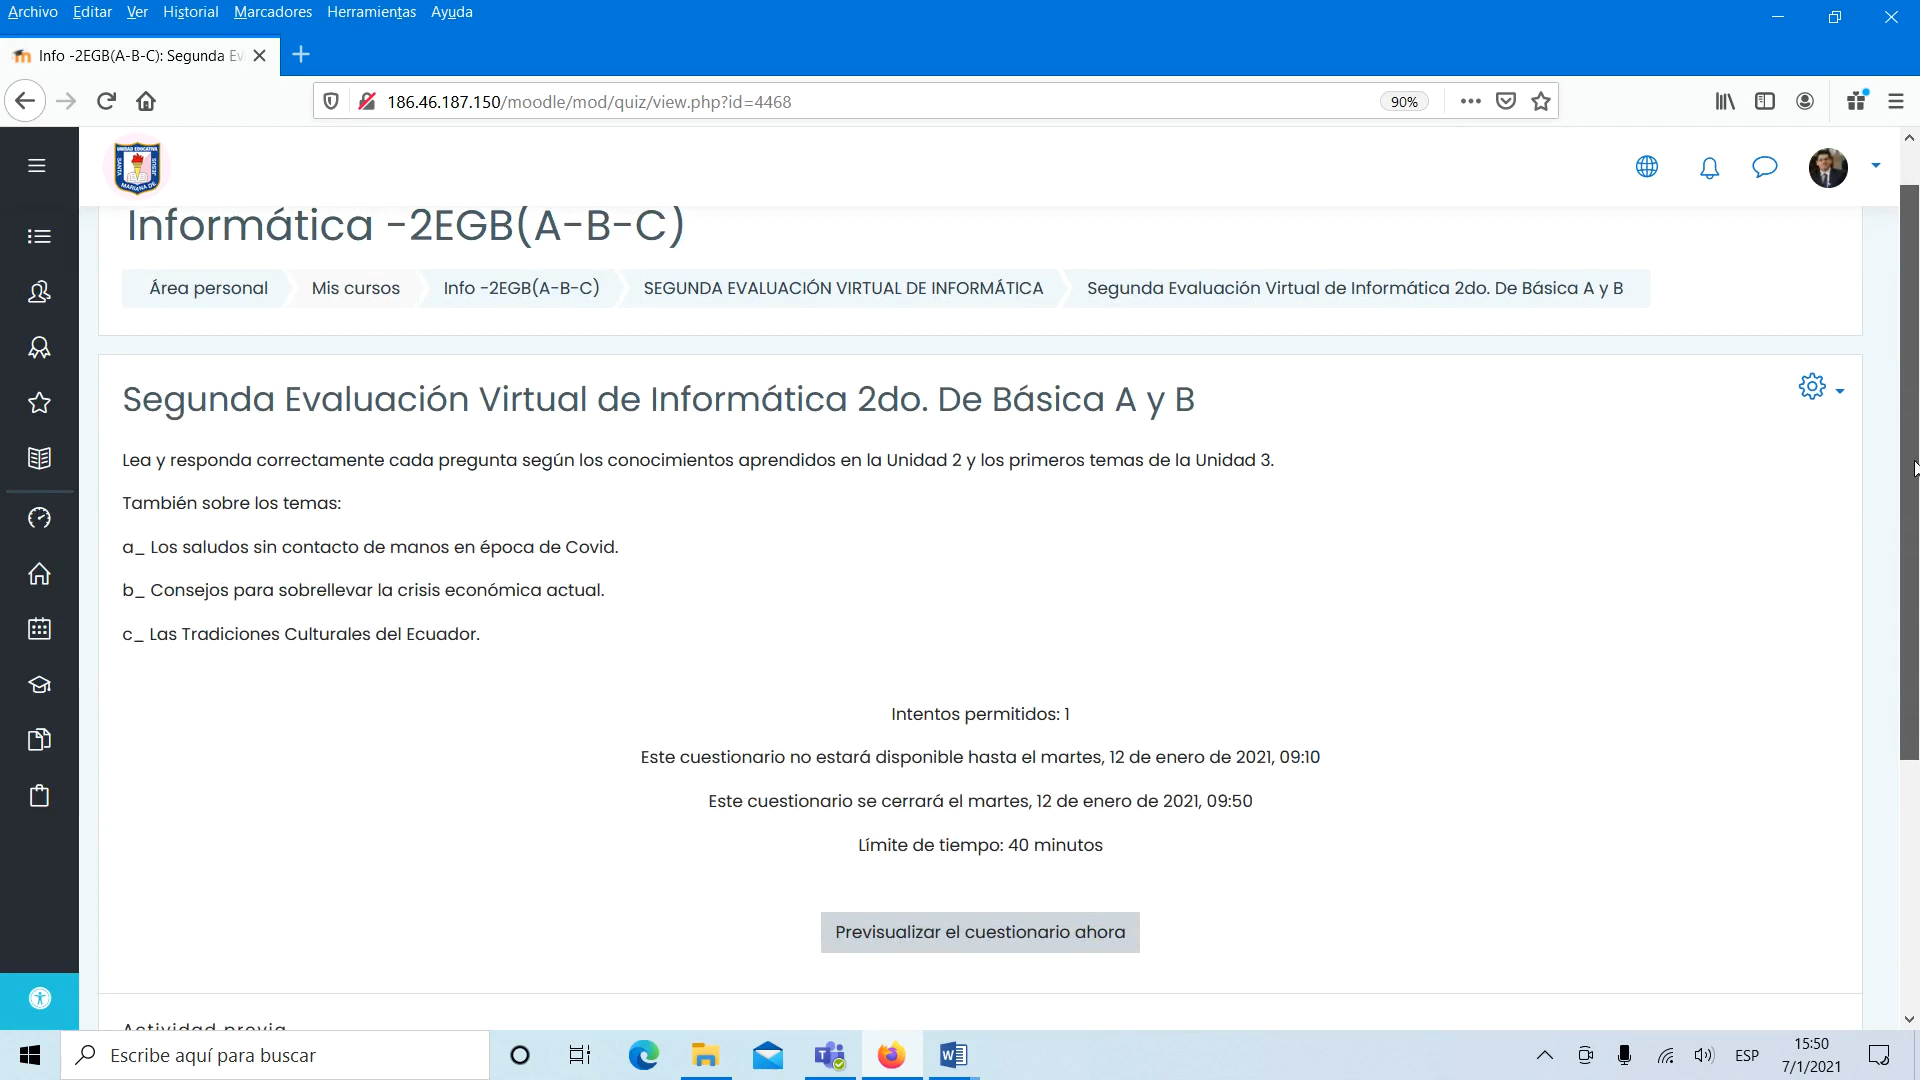 Archivo Editar Ver Historial Marcadores Herramientas Ayuda
Info -2EGB(A-B-C): Segunda Ev
186.46.187.150/moodle/mod/quiz/view.php?id=4468
90%
UNIDAD EDUCATIVA
SANTA MARIANA DE JESUS
Informática -2EGB(A-B-C)
Área personal Mis cursos Info -2EGB(A-B-C) SEGUNDA EVALUACIÓN VIRTUAL DE INFORMÁTICA Segunda Evaluación Virtual de Informática 2do. De Básica A y B
Segunda Evaluación Virtual de Informática 2do. De Básica A y B
Lea y responda correctamente cada pregunta según los conocimientos aprendidos en la Unidad 2 y los primeros temas de la Unidad 3.
También sobre los temas:
a_ Los saludos sin contacto de manos en época de Covid.
b_ Consejos para sobrellevar la crisis económica actual.
c_ Las Tradiciones Culturales del Ecuador.
Intentos permitidos: 1
Este cuestionario no estará disponible hasta el martes, 12 de enero de 2021, 09:10
Este cuestionario se cerrará el martes, 12 de enero de 2021, 09:50
Límite de tiempo: 40 minutos
Previsualizar el cuestionario ahora
Actividad previa
Escribe aquí para buscar
ESP
15:50
7/1/2021